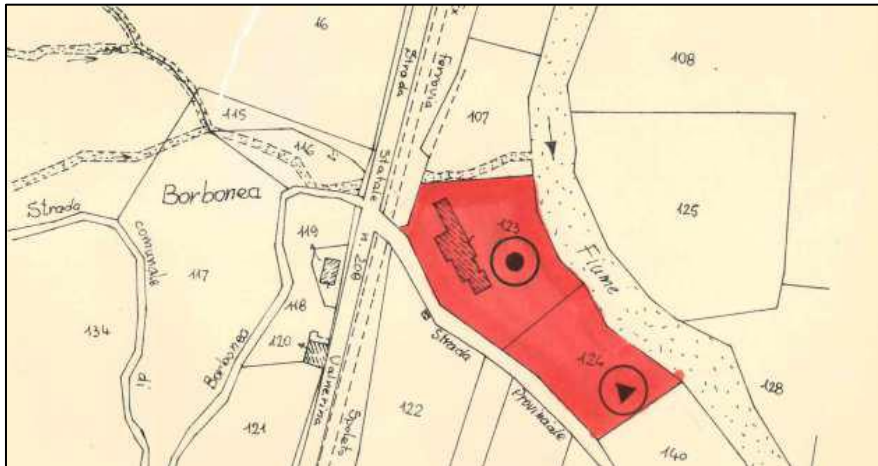 16
108
Strada
Ferrovia
115
107
116
Statale
Borbonea
125
Strada
119
123
comunale
117
n. 209
Fiume
118
134
120
Borbonea
Strada
124
di
Valnerina
Provinciale
128
122
Spoleto
121
140